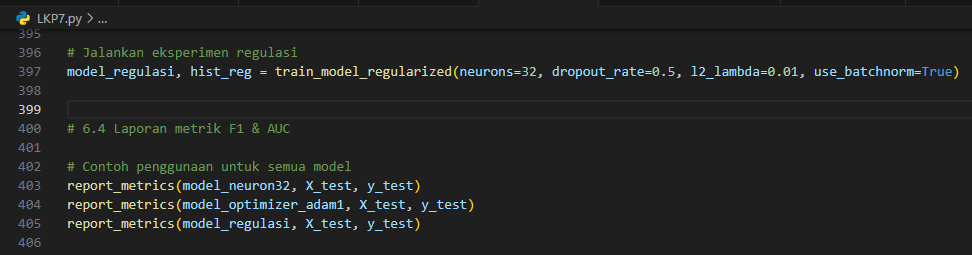 LKP7.py > ...
395
396 # Jalankan eksperimen regulasi
397 model_regulasi, hist_reg = train_model_regularized(neurons=32, dropout_rate=0.5, l2_lambda=0.01, use_batchnorm=True)
398
399
400 # 6.4 Laporan metrik F1 & AUC
401
402 # Contoh penggunaan untuk semua model
403 report_metrics(model_neuron32, X_test, y_test)
404 report_metrics(model_optimizer_adam1, X_test, y_test)
405 report_metrics(model_regulasi, X_test, y_test)
406